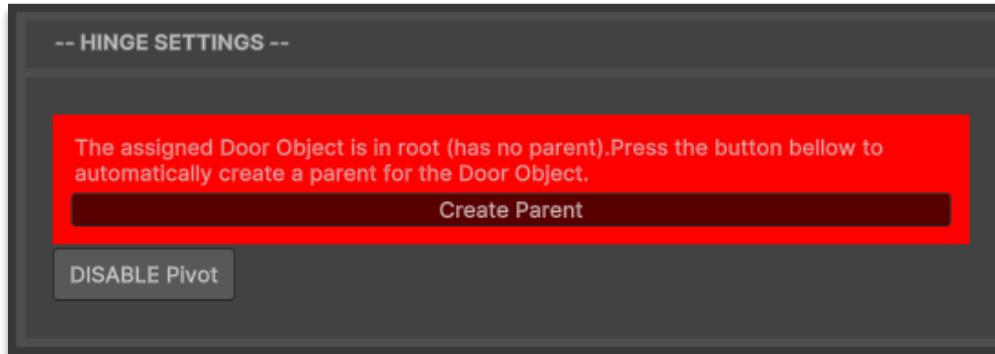 -- HINGE SETTINGS --
The assigned Door Object is in root (has no parent).Press the button bellow to
automatically create a parent for the Door Object.
Create Parent
DISABLE Pivot